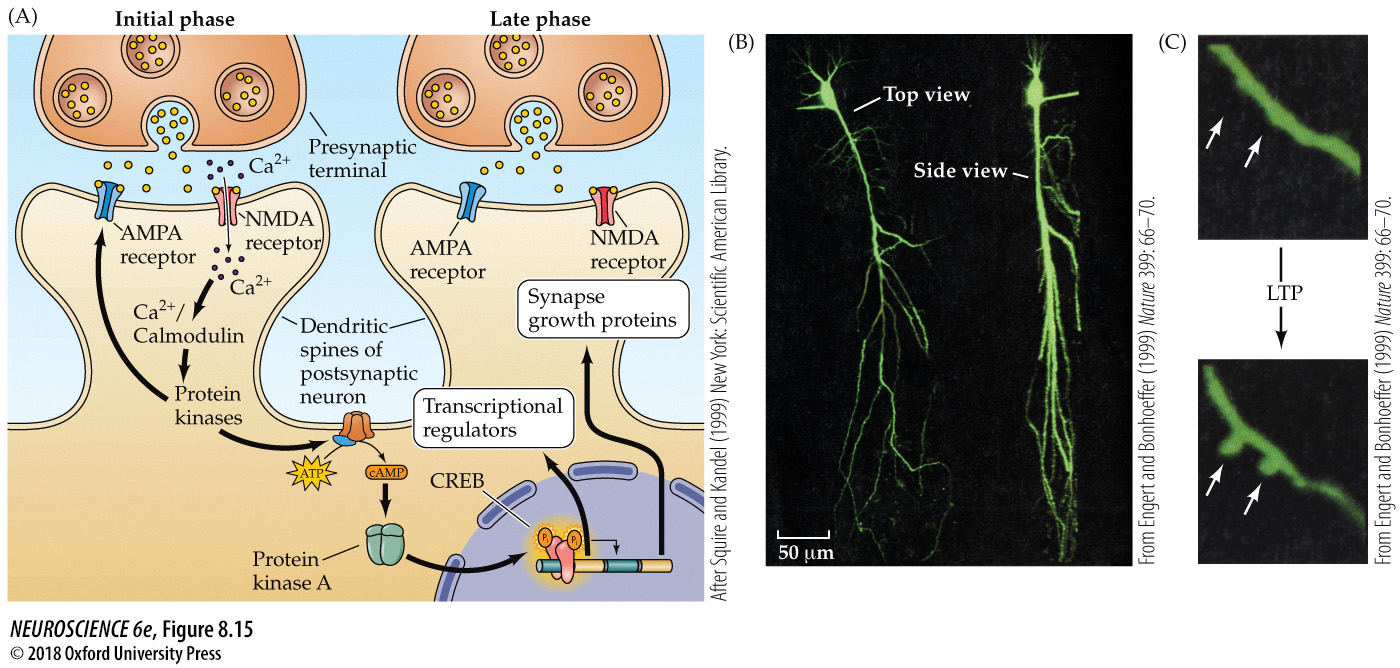 (A)
Initial phase
Late phase
Ca2+
Presynaptic
terminal
AMPA
receptor
NMDA
receptor
Ca2+
Ca2+/
Calmodulin
Protein
kinases
Dendritic
spines of
postsynaptic
neuron
AMPA
receptor
NMDA
receptor
Synapse
growth proteins
Transcriptional
regulators
ATP
cAMP
CREB
Pi
Pi
Protein
kinase A
After Squire and Kandel (1999) New York: Scientific American Library.
(B)
Top view
Side view
50 μm
From Engert and Bonhoeffer (1999) Nature 399: 66–70.
(C)
LTP
From Engert and Bonhoeffer (1999) Nature 399: 66–70.
NEUROSCIENCE 6e, Figure 8.15
© 2018 Oxford University Press